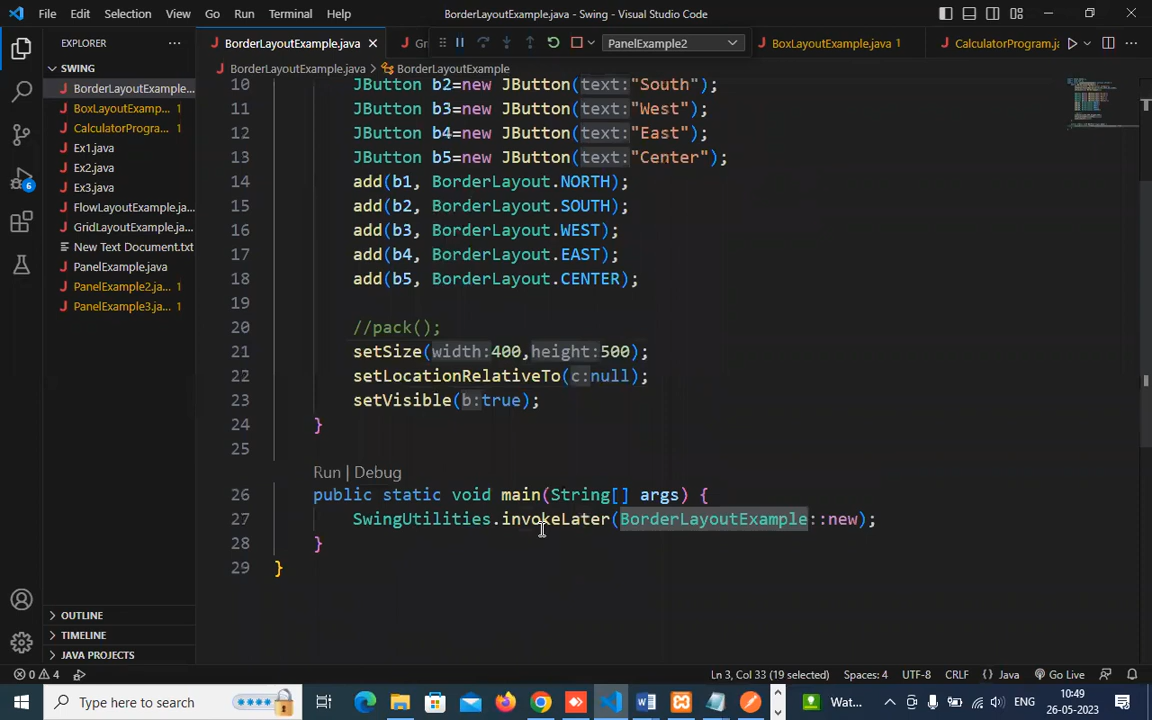 File Edit Selection View Go Run Terminal Help BorderLayoutExample.java - Swing - Visual Studio Code
EXPLORER
BorderLayoutExample.java
Gr
PanelExample2
BoxLayoutExample.java 1
CalculatorProgram.ja
SWING
BorderLayoutExample.java > BorderLayoutExample
BorderLayoutExample...
BoxLayoutExamp... 1
CalculatorProgra... 1
Ex1.java
Ex2.java
Ex3.java
FlowLayoutExample.ja...
GridLayoutExample.ja...
New Text Document.txt
PanelExample.java
PanelExample2.ja... 1
PanelExample3.ja... 1
6
10 JButton b2=new JButton(text:"South");
11 JButton b3=new JButton(text:"West");
12 JButton b4=new JButton(text:"East");
13 JButton b5=new JButton(text:"Center");
14 add(b1, BorderLayout.NORTH);
15 add(b2, BorderLayout.SOUTH);
16 add(b3, BorderLayout.WEST);
17 add(b4, BorderLayout.EAST);
18 add(b5, BorderLayout.CENTER);
19
20 //pack();
21 setSize(width:400,height:500);
22 setLocationRelativeTo(c:null);
23 setVisible(b:true);
24 }
25
Run | Debug
26 public static void main(String[] args) {
27 SwingUtilities.invokeLater(BorderLayoutExample::new);
28 }
29 }
OUTLINE
TIMELINE
JAVA PROJECTS
0 4 Ln 3, Col 33 (19 selected) Spaces: 4 UTF-8 CRLF {} Java Go Live
Type here to search
Wat...
ENG
10:49
26-05-2023